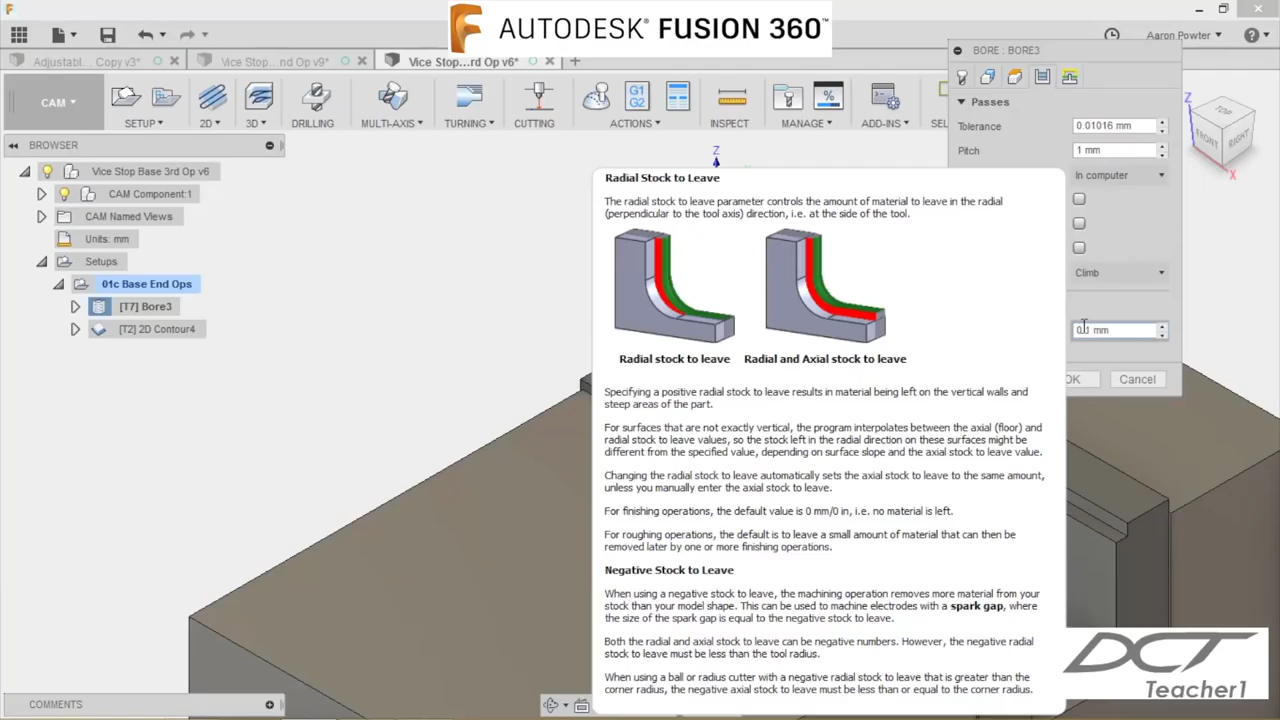 AUTODESK® FUSION 360™
Aaron Powter
Adjustabl... Copy v3*
Vice Stop...nd Op v9*
Vice Stop...rd Op v6*
CAM
SETUP
2D
3D
DRILLING
MULTI-AXIS
TURNING
CUTTING
G1
G2
ACTIONS
INSPECT
MANAGE
ADD-INS
BROWSER
Vice Stop Base 3rd Op v6
CAM Component:1
CAM Named Views
Units: mm
Setups
01c Base End Ops
[T7] Bore3
[T2] 2D Contour4
BORE : BORE3
Passes
Tolerance
0.01016 mm
Pitch
1 mm
In computer
Climb
0.1 mm
OK
Cancel
Z
TOP
FRONT
RIGHT
X
Z
Radial Stock to Leave
The radial stock to leave parameter controls the amount of material to leave in the radial
(perpendicular to the tool axis) direction, i.e. at the side of the tool.
Radial stock to leave
Radial and Axial stock to leave
Specifying a positive radial stock to leave results in material being left on the vertical walls and
steep areas of the part.
For surfaces that are not exactly vertical, the program interpolates between the axial (floor) and
radial stock to leave values, so the stock left in the radial direction on these surfaces might be
different from the specified value, depending on surface slope and the axial stock to leave value.
Changing the radial stock to leave automatically sets the axial stock to leave to the same amount,
unless you manually enter the axial stock to leave.
For finishing operations, the default value is 0 mm/0 in, i.e. no material is left.
For roughing operations, the default is to leave a small amount of material that can then be
removed later by one or more finishing operations.
Negative Stock to Leave
When using a negative stock to leave, the machining operation removes more material from your
stock than your model shape. This can be used to machine electrodes with a spark gap, where
the size of the spark gap is equal to the negative stock to leave.
Both the radial and axial stock to leave can be negative numbers. However, the negative radial
stock to leave must be less than the tool radius.
When using a ball or radius cutter with a negative radial stock to leave that is greater than the
corner radius, the negative axial stock to leave must be less than or equal to the corner radius.
COMMENTS
DCT
Teacher1